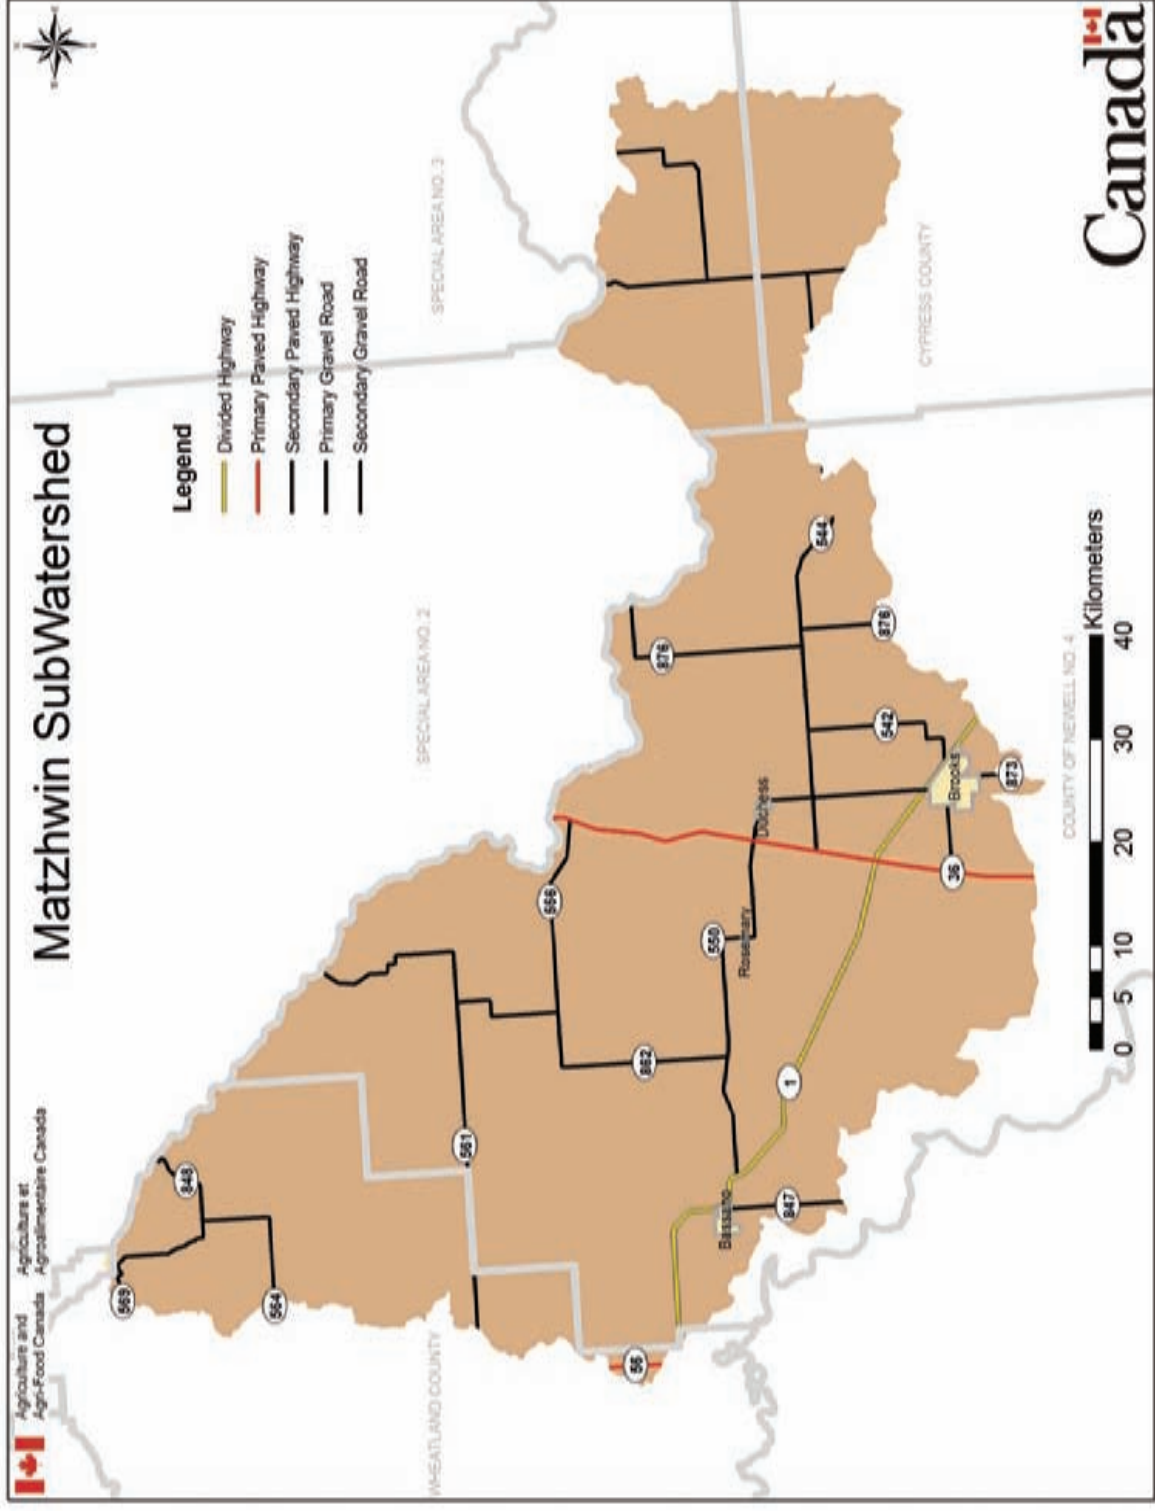 Agriculture and
Agri-Food Canada
Agriculture et
Agroalimentaire Canada
Matzhwin SubWatershed
Legend
Divided Highway
Primary Paved Highway
Secondary Paved Highway
Primary Gravel Road
Secondary Gravel Road
SPECIAL AREA NO. 2
SPECIAL AREA NO. 3
WHEATLAND COUNTY
CYPRESS COUNTY
COUNTY OF NEWELL NO. 4
569
848
564
561
556
862
550
56
1
847
36
876
876
544
542
873
Bassano
Rosemary
Duchess
Brooks
0 5 10 20 30 40
Kilometers
Canada